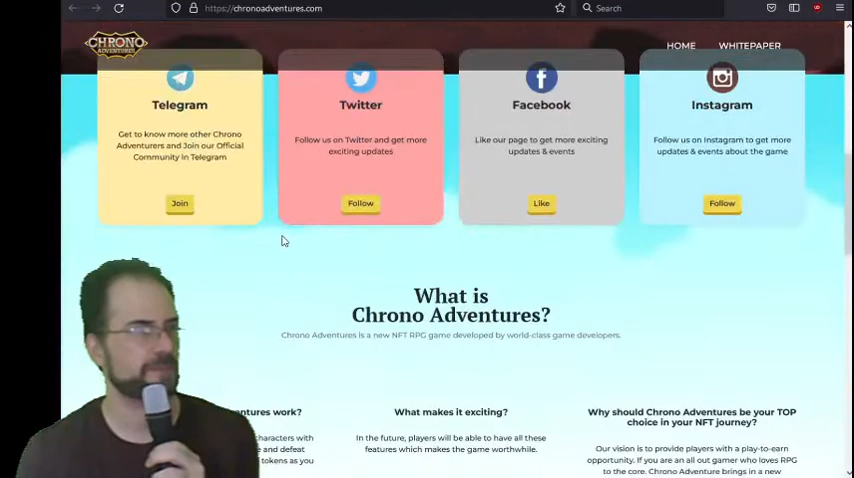 https://chronoadventures.com
Search
CHRONO
ADVENTURES
HOME
WHITEPAPER
Telegram
Get to know more other Chrono
Adventurers and Join our Official
Community in Telegram
Join
Twitter
Follow us on Twitter and get more
exciting updates
Follow
Facebook
Like our page to get more exciting
updates & events
Like
Instagram
Follow us on Instagram to get more
updates & events about the game
Follow
What is
Chrono Adventures?
Chrono Adventures is a new NFT RPG game developed by world-class game developers.
entures work?
characters with
e and defeat
tokens as you
What makes it exciting?
In the future, players will be able to have all these
features which makes the game worthwhile.
Why should Chrono Adventures be your TOP
choice in your NFT journey?
Our vision is to provide players with a play-to-earn
opportunity. If you are an all out gamer who loves RPG
to the core. Chrono Adventure brings in a new